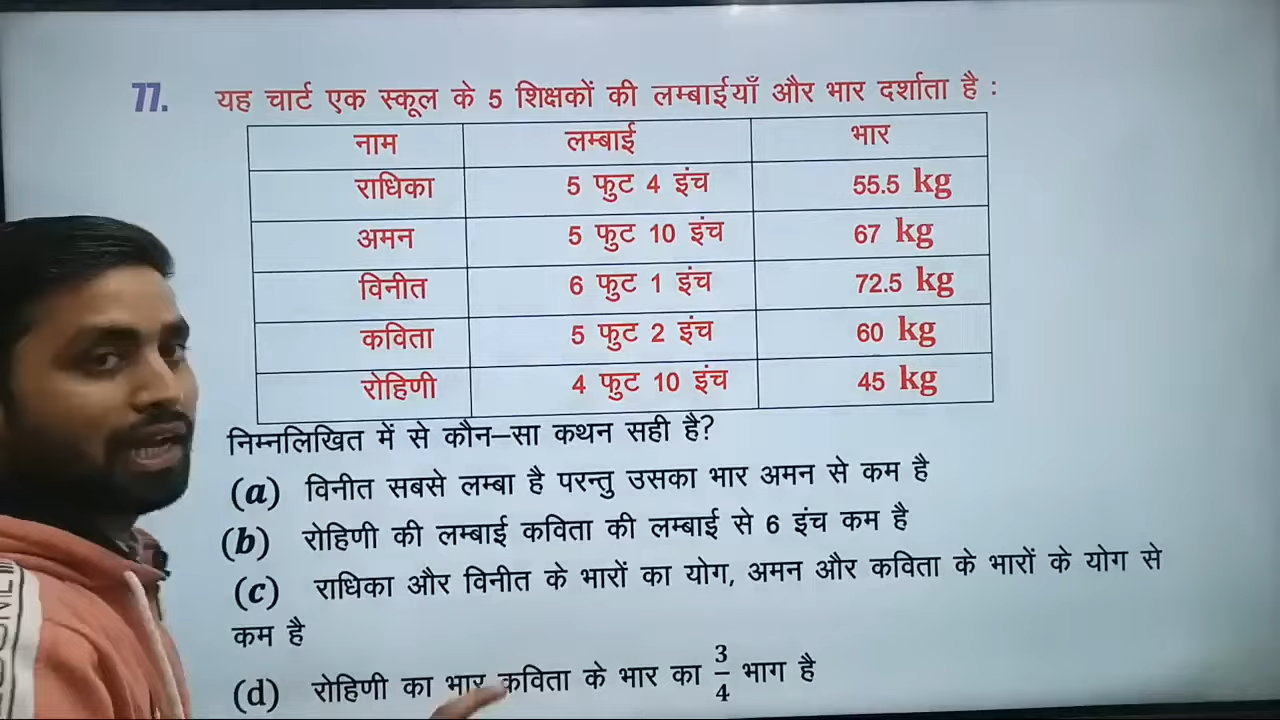 77. यह चार्ट एक स्कूल के 5 शिक्षकों की लम्बाईयाँ और भार दर्शाता है :
नाम लम्बाई भार
राधिका 5 फुट 4 इंच 55.5 kg
अमन 5 फुट 10 इंच 67 kg
विनीत 6 फुट 1 इंच 72.5 kg
कविता 5 फुट 2 इंच 60 kg
रोहिणी 4 फुट 10 इंच 45 kg
निम्नलिखित में से कौन–सा कथन सही है?
(a) विनीत सबसे लम्बा है परन्तु उसका भार अमन से कम है
(b) रोहिणी की लम्बाई कविता की लम्बाई से 6 इंच कम है
(c) राधिका और विनीत के भारों का योग, अमन और कविता के भारों के योग से
कम है
(d) रोहिणी का भार कविता के भार का 3/4 भाग है